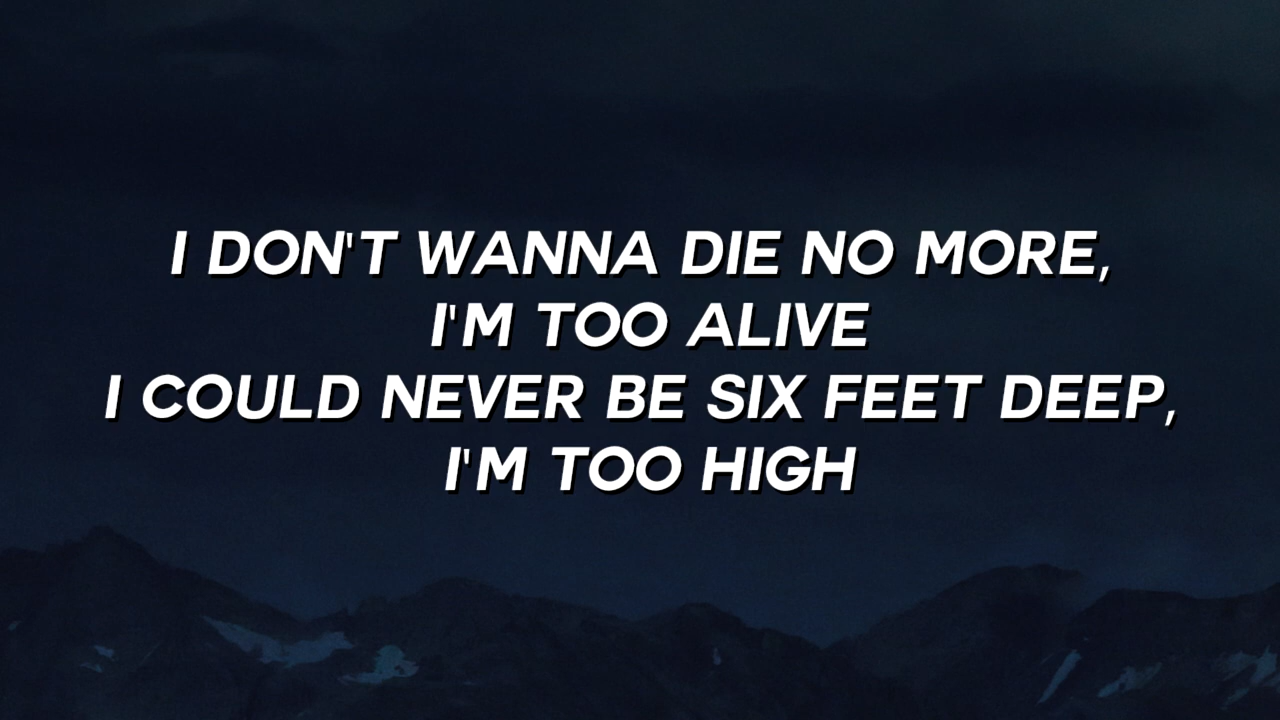 I DON'T WANNA DIE NO MORE,
I'M TOO ALIVE
I COULD NEVER BE SIX FEET DEEP,
I'M TOO HIGH